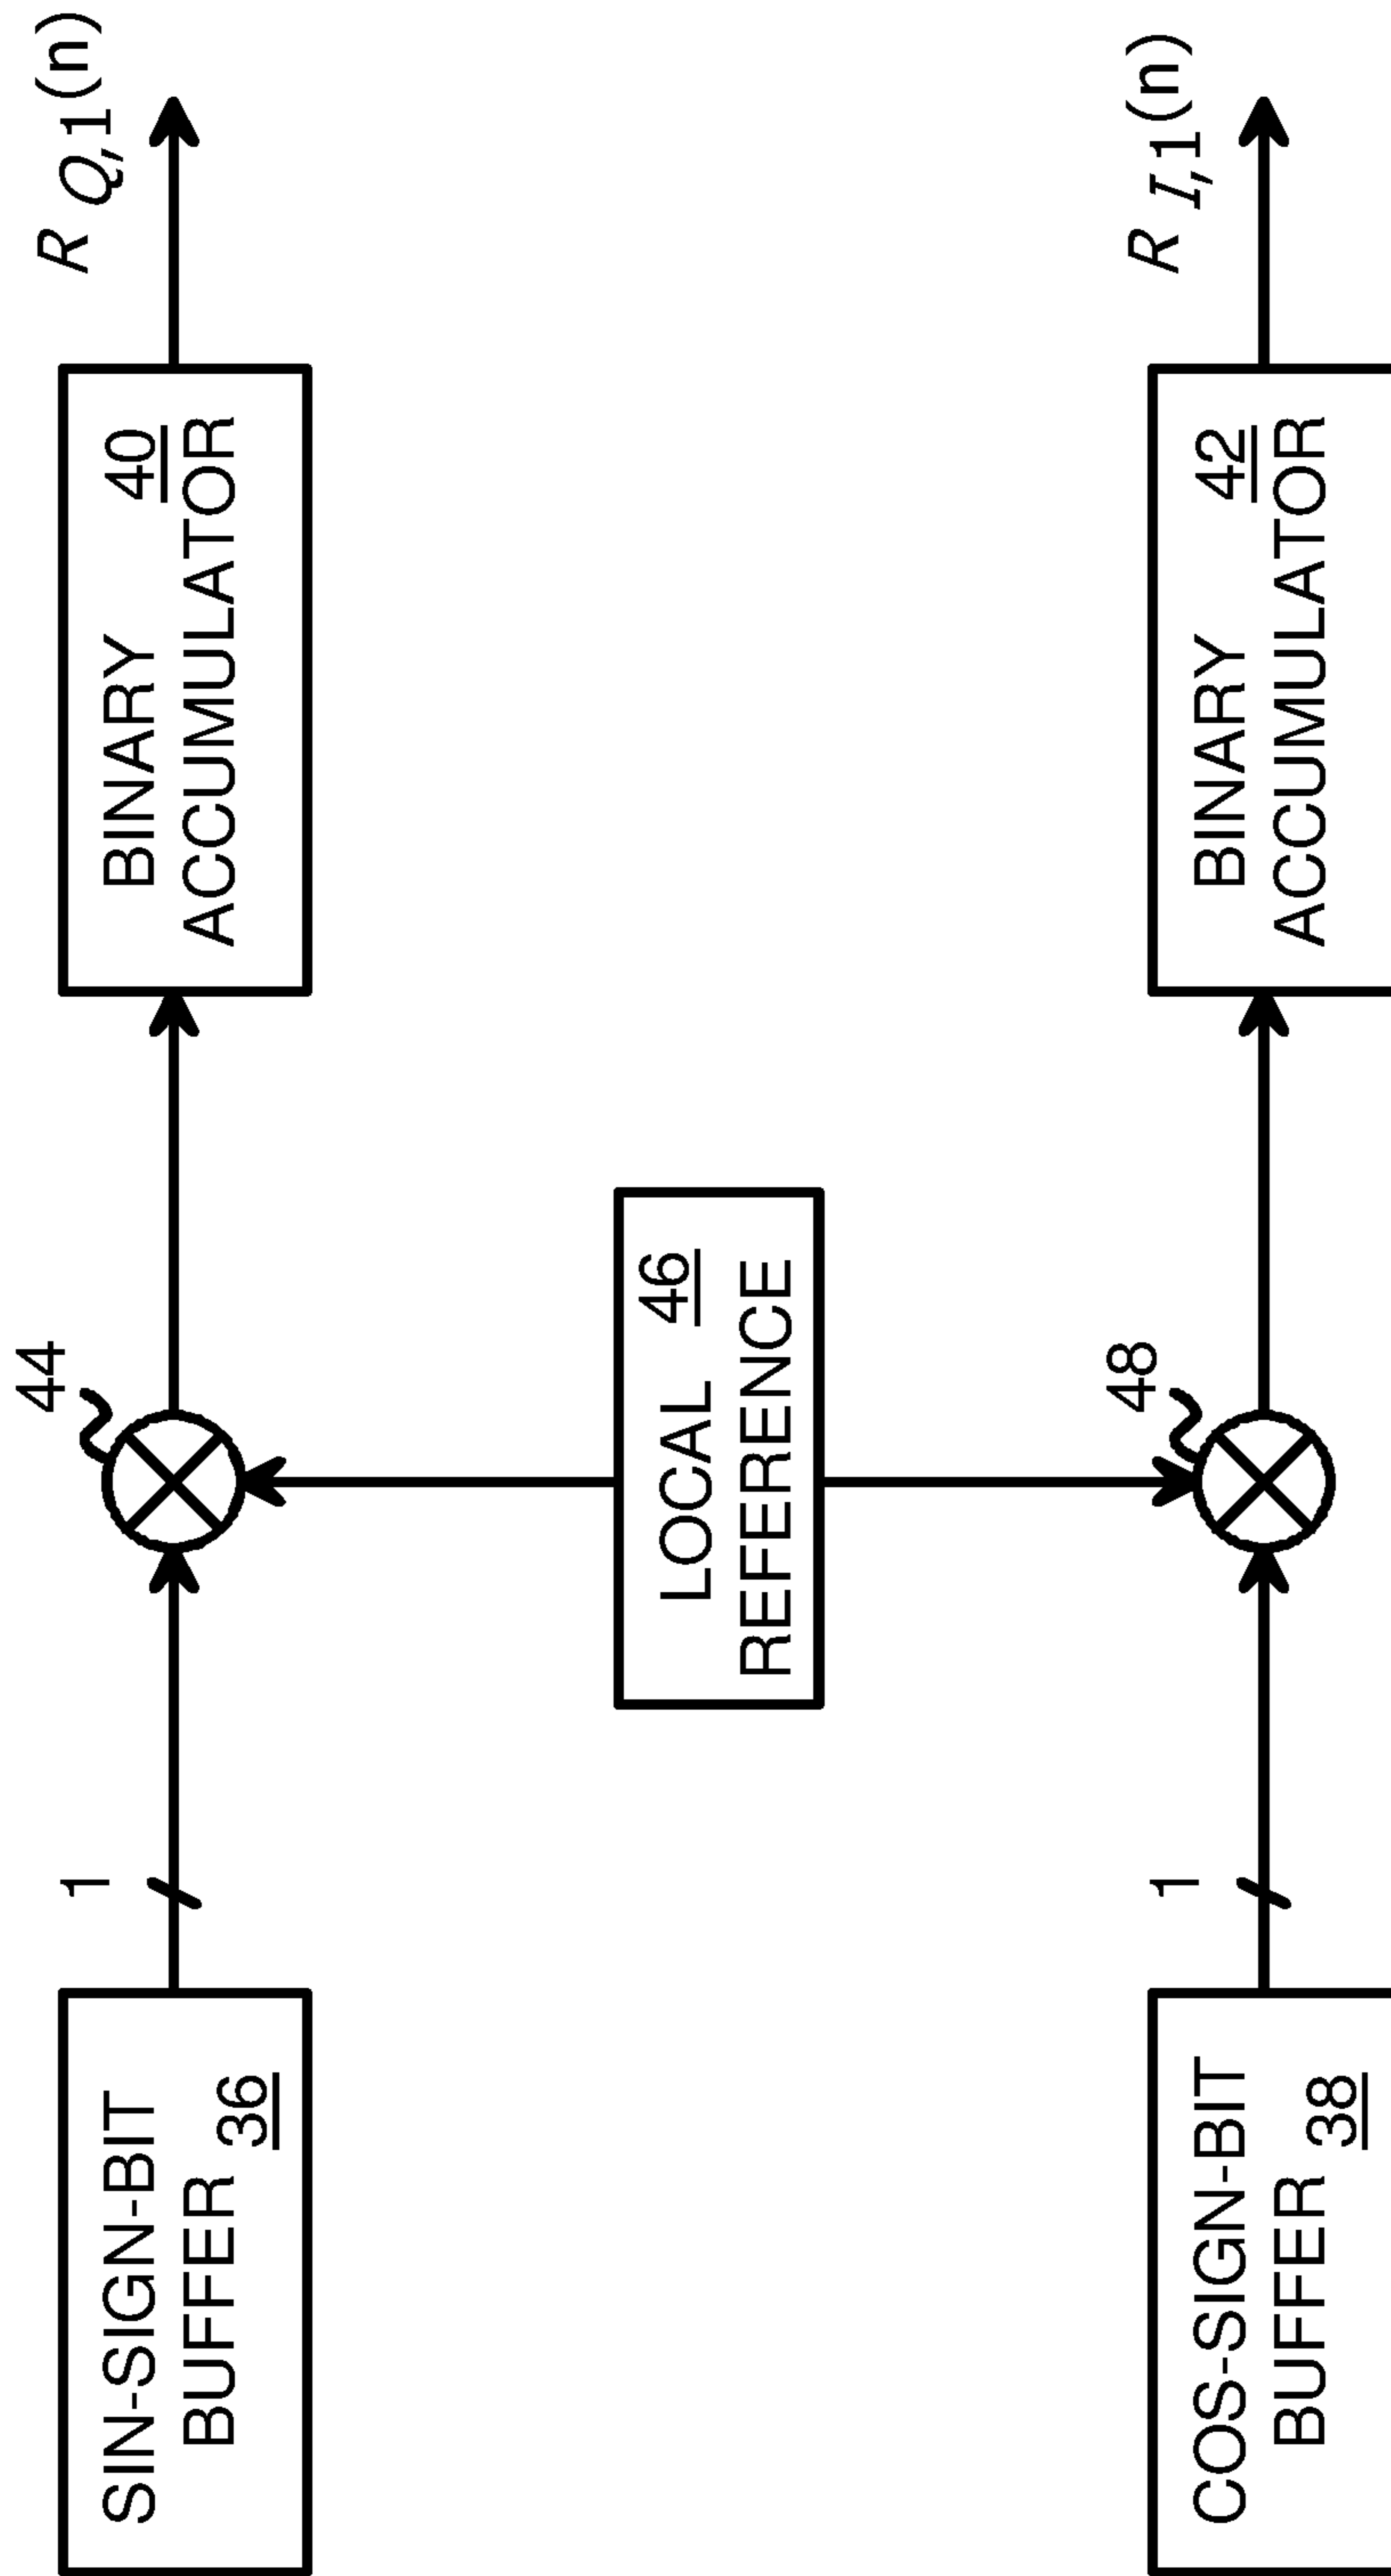 SIN-SIGN-BIT
BUFFER 36
1
44
BINARY 40
ACCUMULATOR
R Q,1(n)
LOCAL 46
REFERENCE
COS-SIGN-BIT
BUFFER 38
1
48
BINARY 42
ACCUMULATOR
R I,1(n)